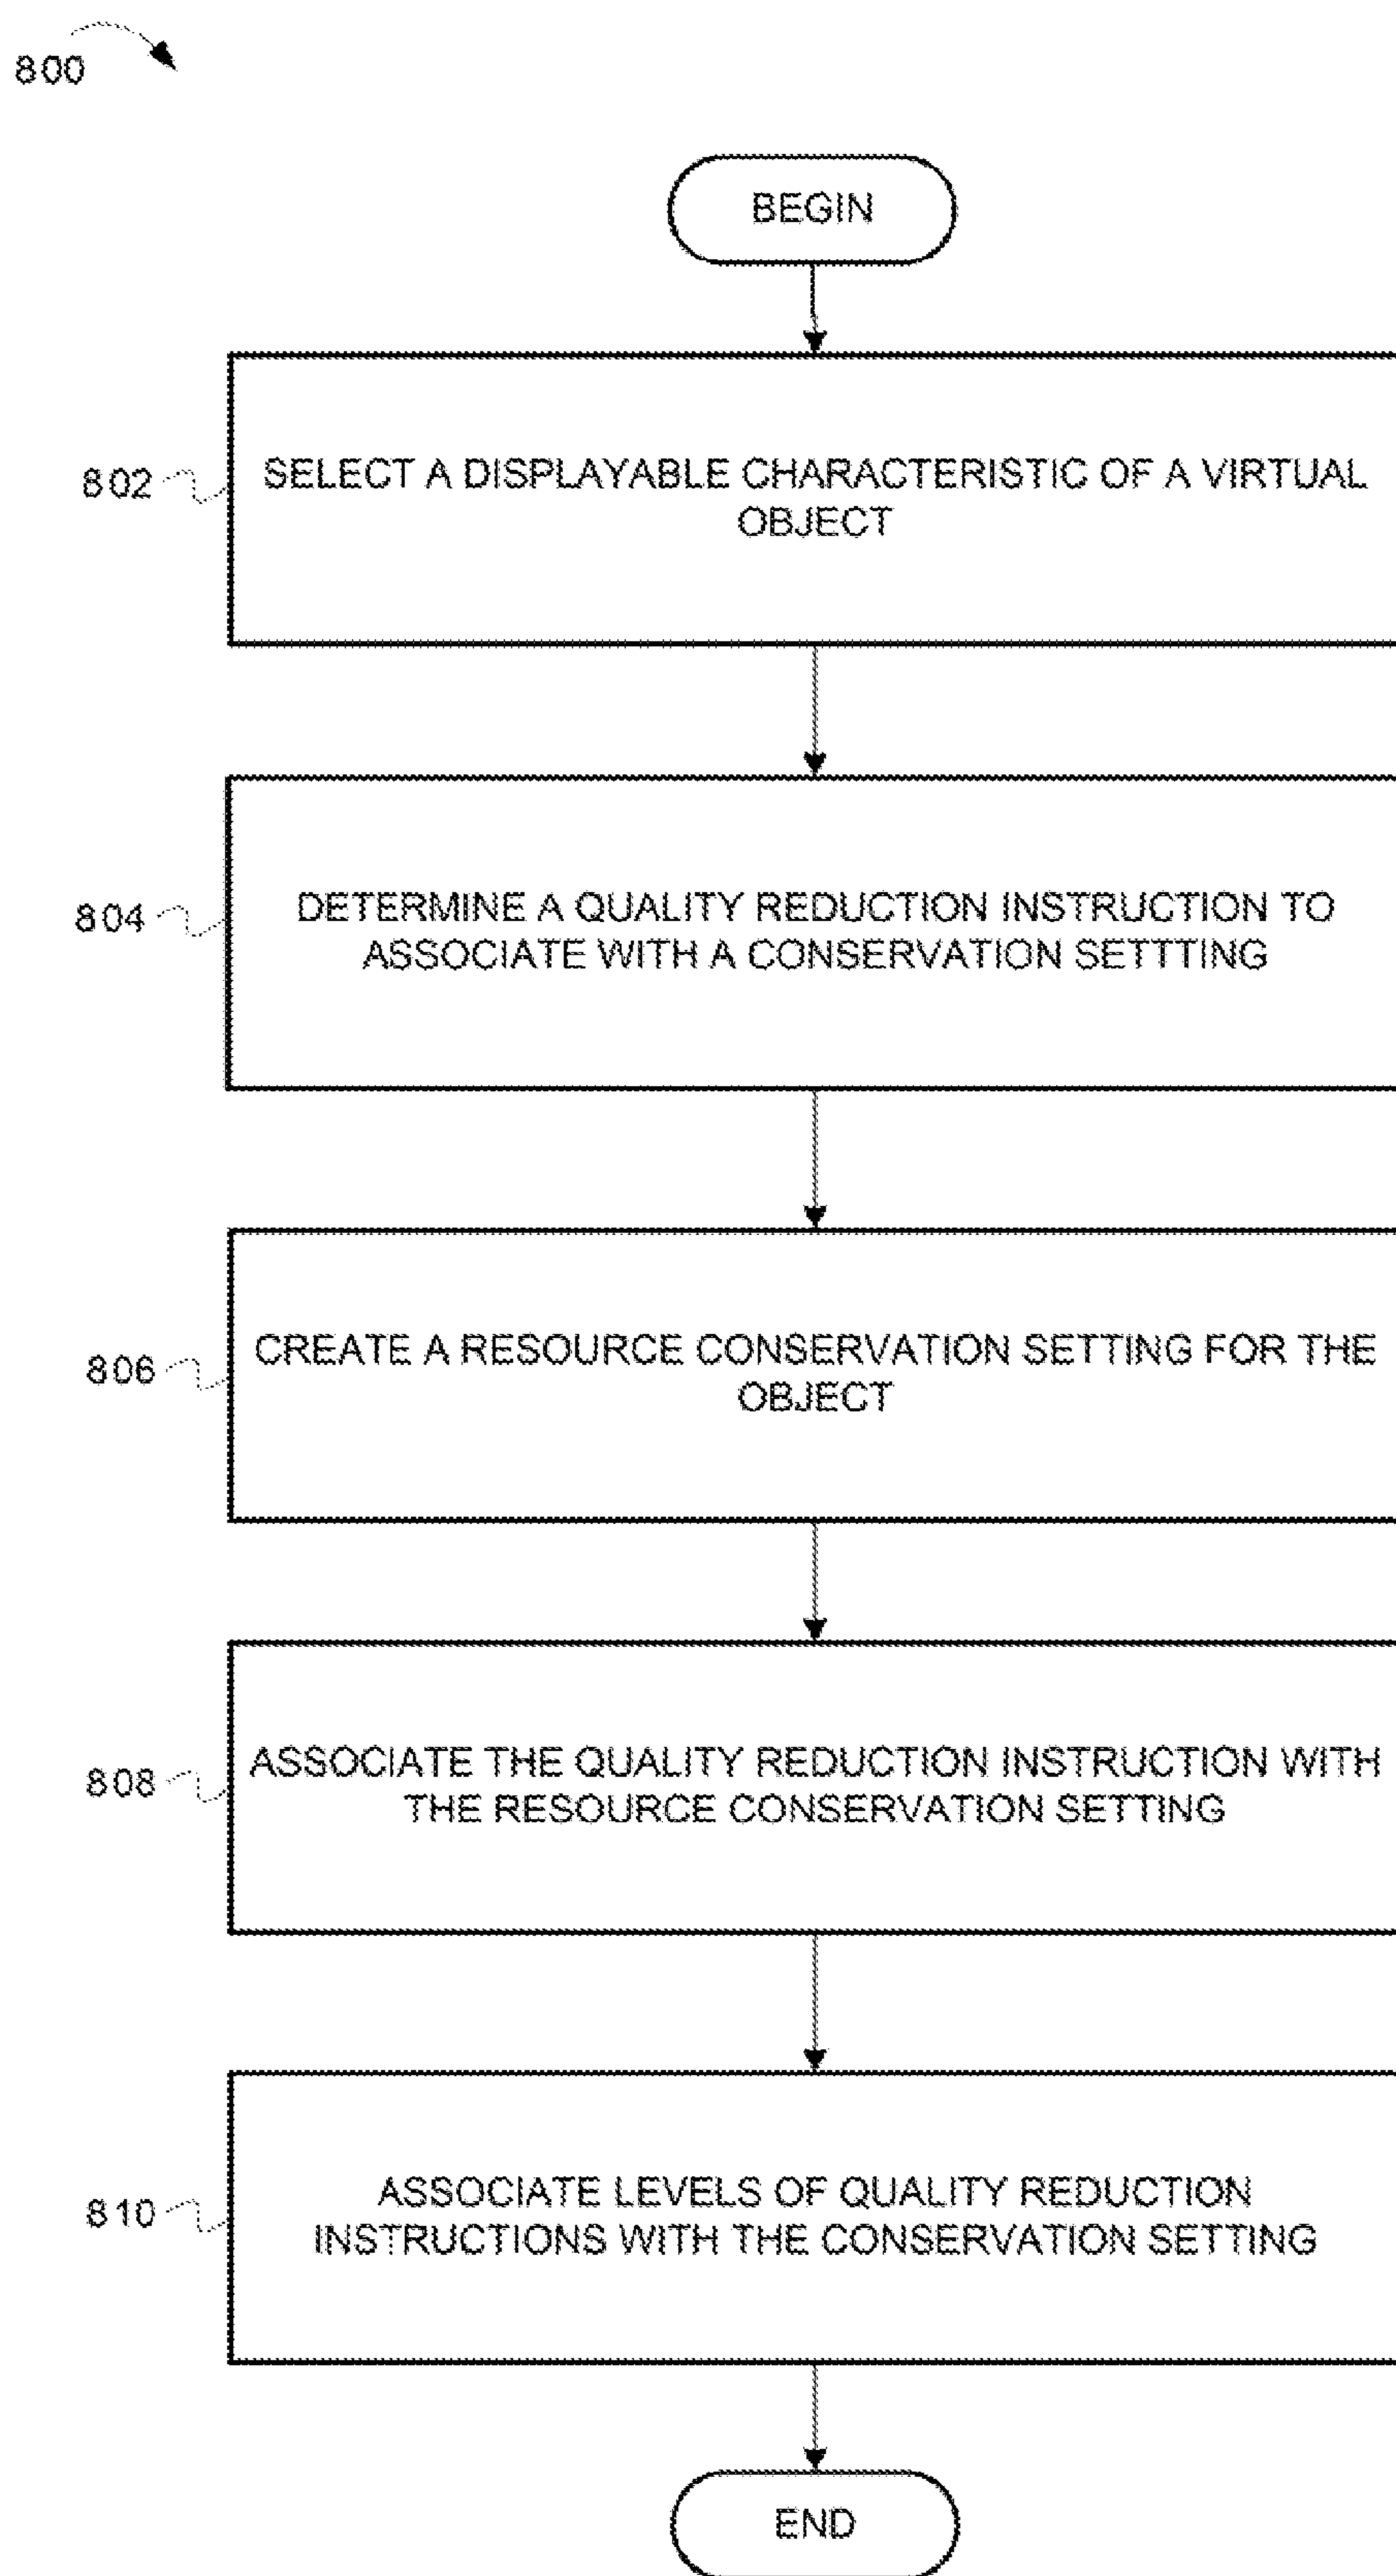 800
BEGIN
802
SELECT A DISPLAYABLE CHARACTERISTIC OF A VIRTUAL
OBJECT
804
DETERMINE A QUALITY REDUCTION INSTRUCTION TO
ASSOCIATE WITH A CONSERVATION SETTTING
806
CREATE A RESOURCE CONSERVATION SETTING FOR THE
OBJECT
808
ASSOCIATE THE QUALITY REDUCTION INSTRUCTION WITH
THE RESOURCE CONSERVATION SETTING
810
ASSOCIATE LEVELS OF QUALITY REDUCTION
INSTRUCTIONS WITH THE CONSERVATION SETTING
END